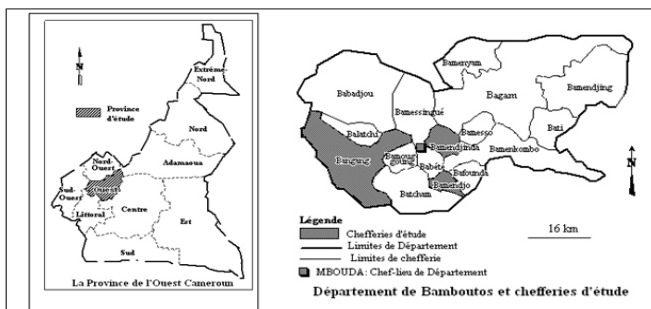 N
Extrême-
Nord
Province
d'étude
Nord
Adamaoua
Nord-
Ouest
Ouest
Sud-
Ouest
Littoral
Centre
Est
Sud
La Province de l'Ouest Cameroun
Bamenyam
Bamendjing
Babadjou
Bagam
Bamessingué
Bati
Balatchi
Bamesso
Bamendjinda
Bamenkombo
Bamoug
oung
Babété
Bafounda
Bamendjo
Batcham
N
Légende
Chefferies d'étude
Limites de Département
Limites de chefferie
MBOUDA: Chef-lieu de Département
16 km
Département de Bamboutos et chefferies d'étude